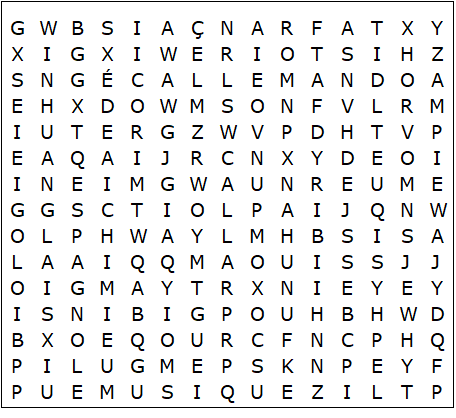 G W B S I A Ç N A R F A T X Y
X I G X I W E R I O T S I H Z
S N G É C A L L E M A N D O A
E H X D O W M S O N F V L R M
I U T E R G Z W V P D H T V P
E A Q A I J R C N X Y D E O I
I N E I M G W A U N R E U M E
G G S C T I O L P A I J Q N W
O L P H W A Y L M H B S I S A
L A A I Q Q M A O U I S S J J
O I G M A Y T R X N I E Y E Y
I S N I B I G P O U H B H W D
B X O E Q O U R C F N C P H Q
P I L U G M E P S K N P E Y F
P U E M U S I Q U E Z I L T P